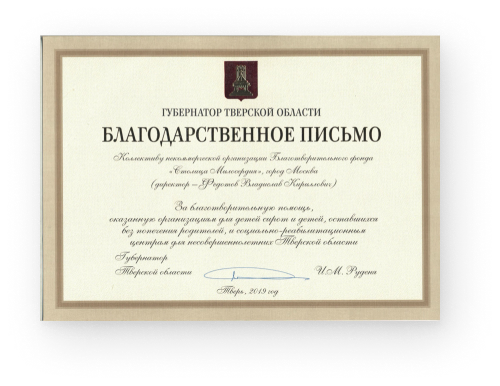 ГУБЕРНАТОР ТВЕРСКОЙ ОБЛАСТИ
БЛАГОДАРСТВЕННОЕ ПИСЬМО
Коллективу некоммерческой организации Благотворительного фонда
«Столица Милосердия», город Москва
(директор – Федотов Владислав Кириллович)
За благотворительную помощь,
оказанную организациям для детей сирот и детей, оставшихся
без попечения родителей, и социально-реабилитационным
центрам для несовершеннолетних Тверской области
Губернатор
Тверской области И.М. Руденя
Тверь, 2019 год